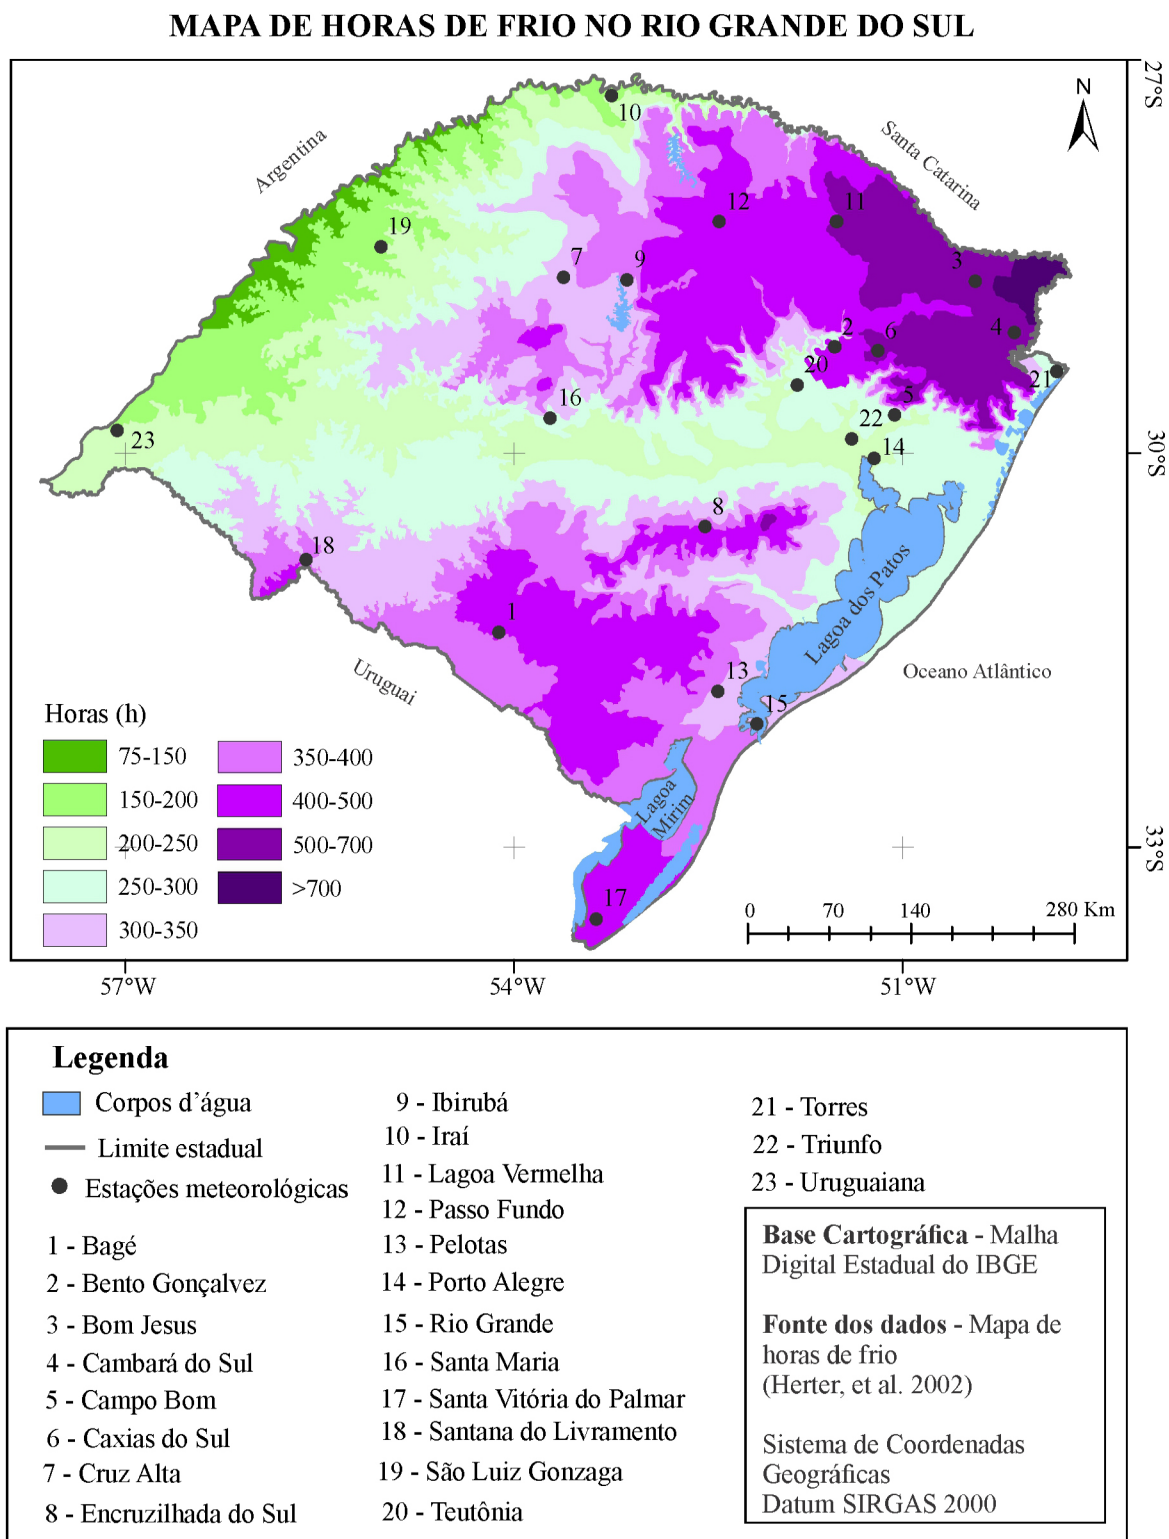 MAPA DE HORAS DE FRIO NO RIO GRANDE DO SUL
27°S
N
Argentina
Santa Catarina
10
12
11
19
7
9
3
4
2
6
20
21
16
5
22
23
14
30°S
8
18
Lagoa dos Patos
1
Uruguai
13
Oceano Atlântico
15
Horas (h)
75-150
350-400
150-200
400-500
200-250
500-700
250-300
>700
300-350
Lagoa
Mirim
33°S
17
0 70 140 280 Km
57°W
54°W
51°W
Legenda
Corpos d'água
Limite estadual
Estações meteorológicas
1 - Bagé
2 - Bento Gonçalvez
3 - Bom Jesus
4 - Cambará do Sul
5 - Campo Bom
6 - Caxias do Sul
7 - Cruz Alta
8 - Encruzilhada do Sul
9 - Ibirubá
10 - Iraí
11 - Lagoa Vermelha
12 - Passo Fundo
13 - Pelotas
14 - Porto Alegre
15 - Rio Grande
16 - Santa Maria
17 - Santa Vitória do Palmar
18 - Santana do Livramento
19 - São Luiz Gonzaga
20 - Teutônia
21 - Torres
22 - Triunfo
23 - Uruguaiana
Base Cartográfica - Malha
Digital Estadual do IBGE
Fonte dos dados - Mapa de
horas de frio
(Herter, et al. 2002)
Sistema de Coordenadas
Geográficas
Datum SIRGAS 2000